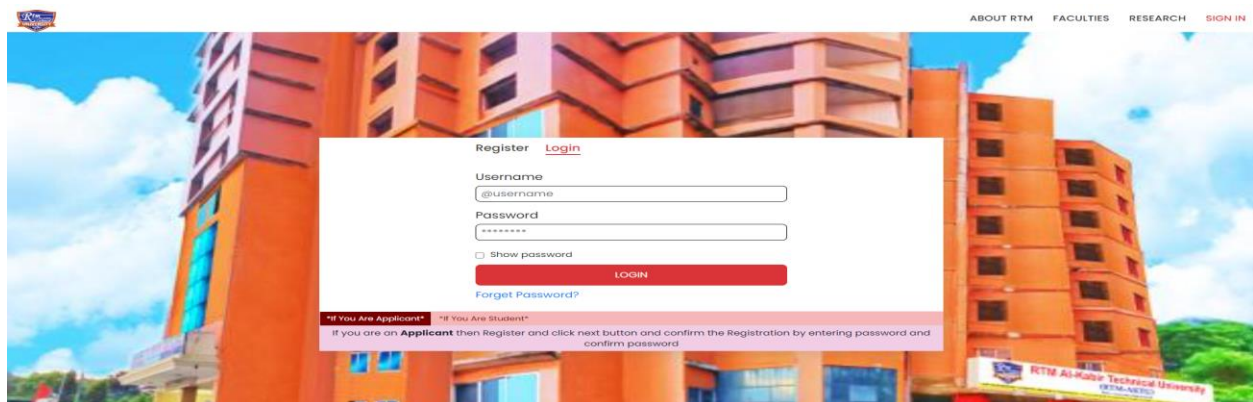 Rtm
UNIVERSITY
ABOUT RTM FACULTIES RESEARCH SIGN IN
Register Login
Username
@username
Password
********
Show password
LOGIN
Forget Password?
*If You Are Applicant* *If You Are Student*
If you are an Applicant then Register and click next button and confirm the Registration by entering password and
confirm password
RTM Al-Kabir Technical University